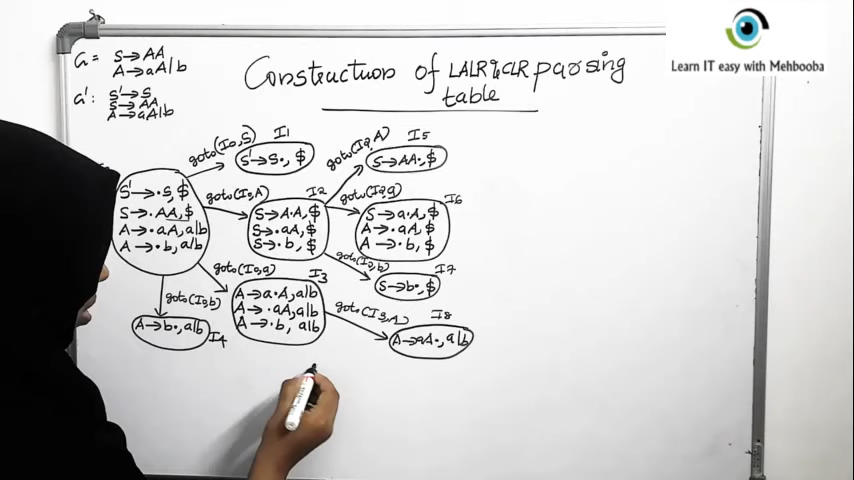 Learn IT easy with Mehbooba
Construction of LALR & CLR parsing
table
G = S→AA
A→aA|b
G': S'→S
S→AA
A→aA|b
S'→·S, $
S→·AA, $
A→·aA, a|b
A→·b, a|b
goto(I0,S)
I1
S'→S·, $
goto(I0,A)
I2
S→A·A, $
S→·aA, $
S→·b, $
goto(I0,a)
I3
A→a·A, a|b
A→·aA, a|b
A→·b, a|b
goto(I0,b)
A→b·, a|b
I4
goto(I2,A)
I5
S→AA·, $
goto(I2,a)
I6
S→a·A, $
A→·aA, $
A→·b, $
goto(I2,b)
I7
S→b·, $
goto(I3,A)
I8
A→aA·, a|b